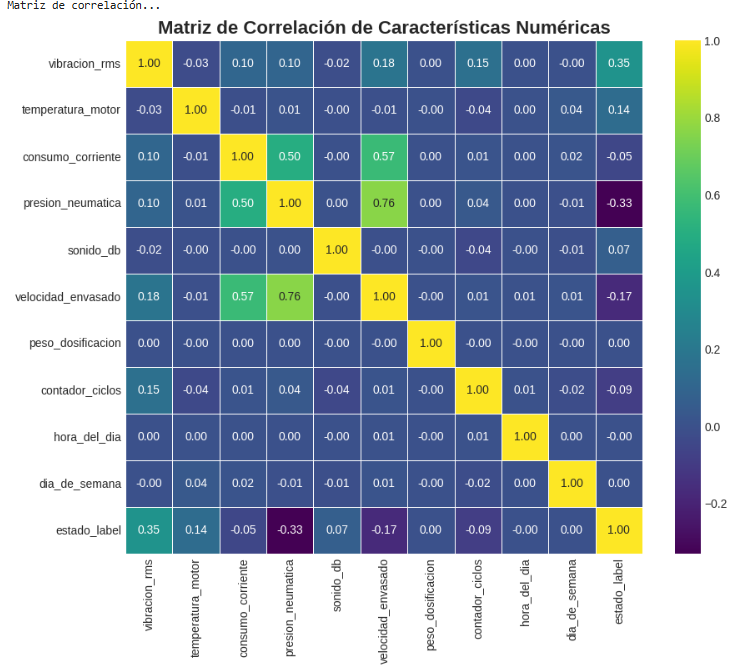 Matriz de correlación...
Matriz de Correlación de Características Numéricas
vibracion_rms 1.00 -0.03 0.10 0.10 -0.02 0.18 0.00 0.15 0.00 -0.00 0.35
temperatura_motor -0.03 1.00 -0.01 0.01 -0.00 -0.01 -0.00 -0.04 0.00 0.04 0.14
consumo_corriente 0.10 -0.01 1.00 0.50 -0.00 0.57 0.00 0.01 0.00 0.02 -0.05
presion_neumatica 0.10 0.01 0.50 1.00 0.00 0.76 0.00 0.04 0.00 -0.01 -0.33
sonido_db -0.02 -0.00 -0.00 0.00 1.00 -0.00 -0.00 -0.04 -0.00 -0.01 0.07
velocidad_envasado 0.18 -0.01 0.57 0.76 -0.00 1.00 -0.00 0.01 0.01 0.01 -0.17
peso_dosificacion 0.00 -0.00 0.00 0.00 -0.00 -0.00 1.00 -0.00 -0.00 -0.00 0.00
contador_ciclos 0.15 -0.04 0.01 0.04 -0.04 0.01 -0.00 1.00 0.01 -0.02 -0.09
hora_del_dia 0.00 0.00 0.00 0.00 -0.00 0.01 -0.00 0.01 1.00 0.00 -0.00
dia_de_semana -0.00 0.04 0.02 -0.01 -0.01 0.01 -0.00 -0.02 0.00 1.00 0.00
estado_label 0.35 0.14 -0.05 -0.33 0.07 -0.17 0.00 -0.09 -0.00 0.00 1.00
vibracion_rms
temperatura_motor
consumo_corriente
presion_neumatica
sonido_db
velocidad_envasado
peso_dosificacion
contador_ciclos
hora_del_dia
dia_de_semana
estado_label
1.0
0.8
0.6
0.4
0.2
0.0
−0.2